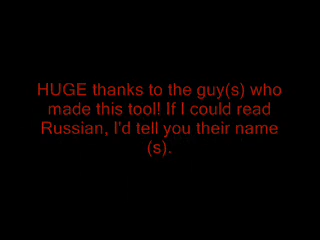 HUGE thanks to the guy(s) who
made this tool! If I could read
Russian, I'd tell you their name
(s).